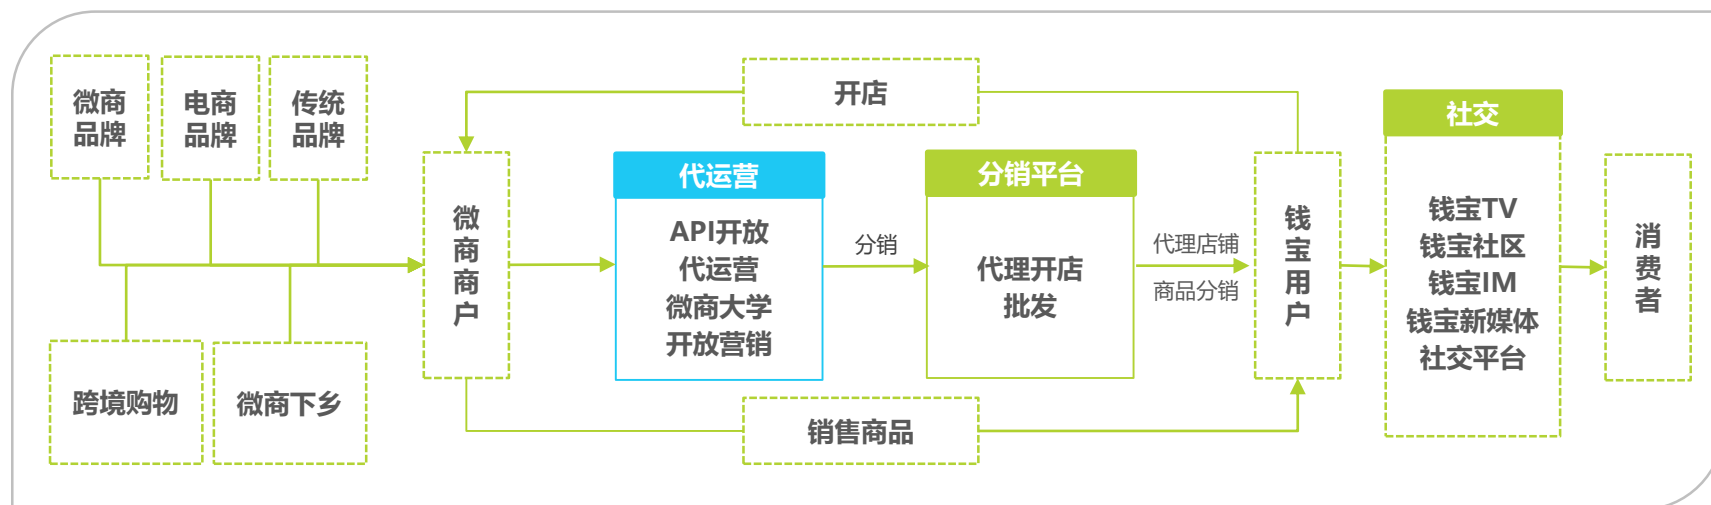 微商
品牌
电商
品牌
传统
品牌
跨境购物
微商下乡
微商商户
开店
代运营
API开放
代运营
微商大学
开放营销
分销
分销平台
代理开店
批发
代理店铺
商品分销
销售商品
钱宝用户
社交
钱宝TV
钱宝社区
钱宝IM
钱宝新媒体
社交平台
消费者